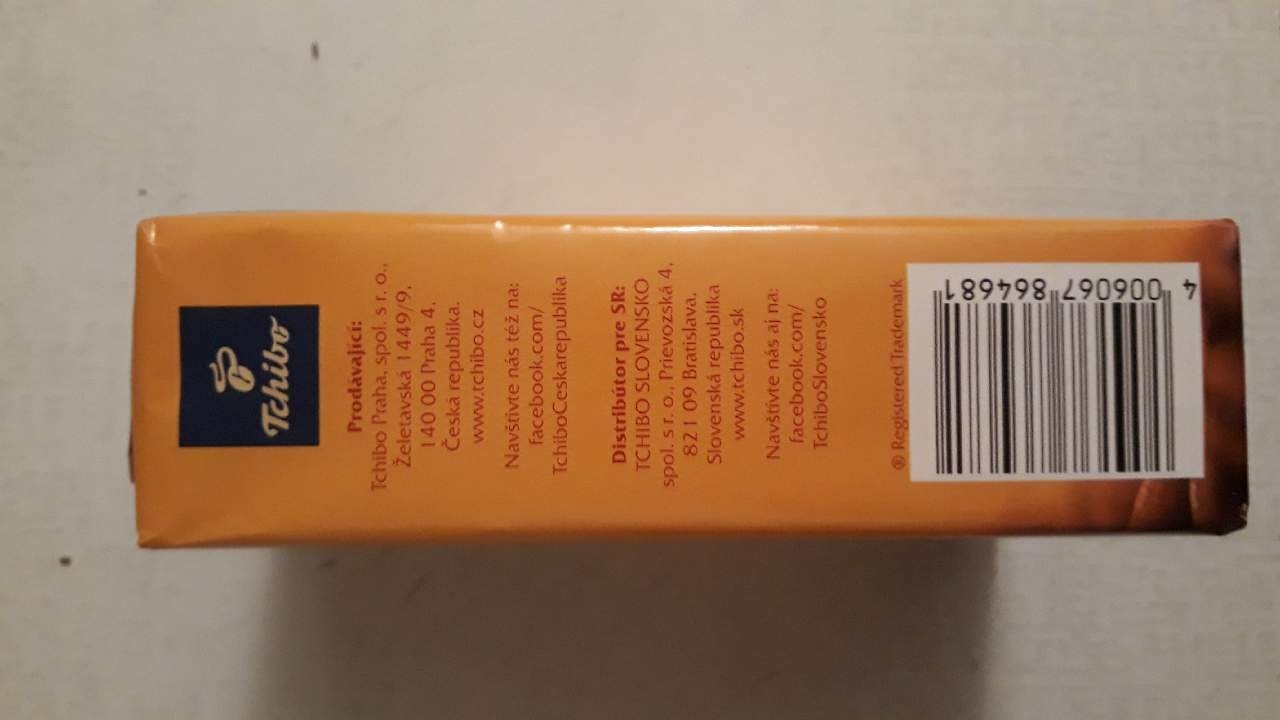 Tchibo
Prodávající:
Tchibo Praha, spol. s r. o.,
Želetavská 1449/9,
140 00 Praha 4,
Česká republika.
www.tchibo.cz
Navštivte nás též na:
facebook.com/
TchiboCeskarepublika
Distribútor pre SR:
TCHIBO SLOVENSKO
spol. s r. o. Prievozská 4,
821 09 Bratislava,
Slovenská republika
www.tchibo.sk
Navštívte nás aj na:
facebook.com/
TchiboSlovensko
® Registered Trademark
4 006067 864681